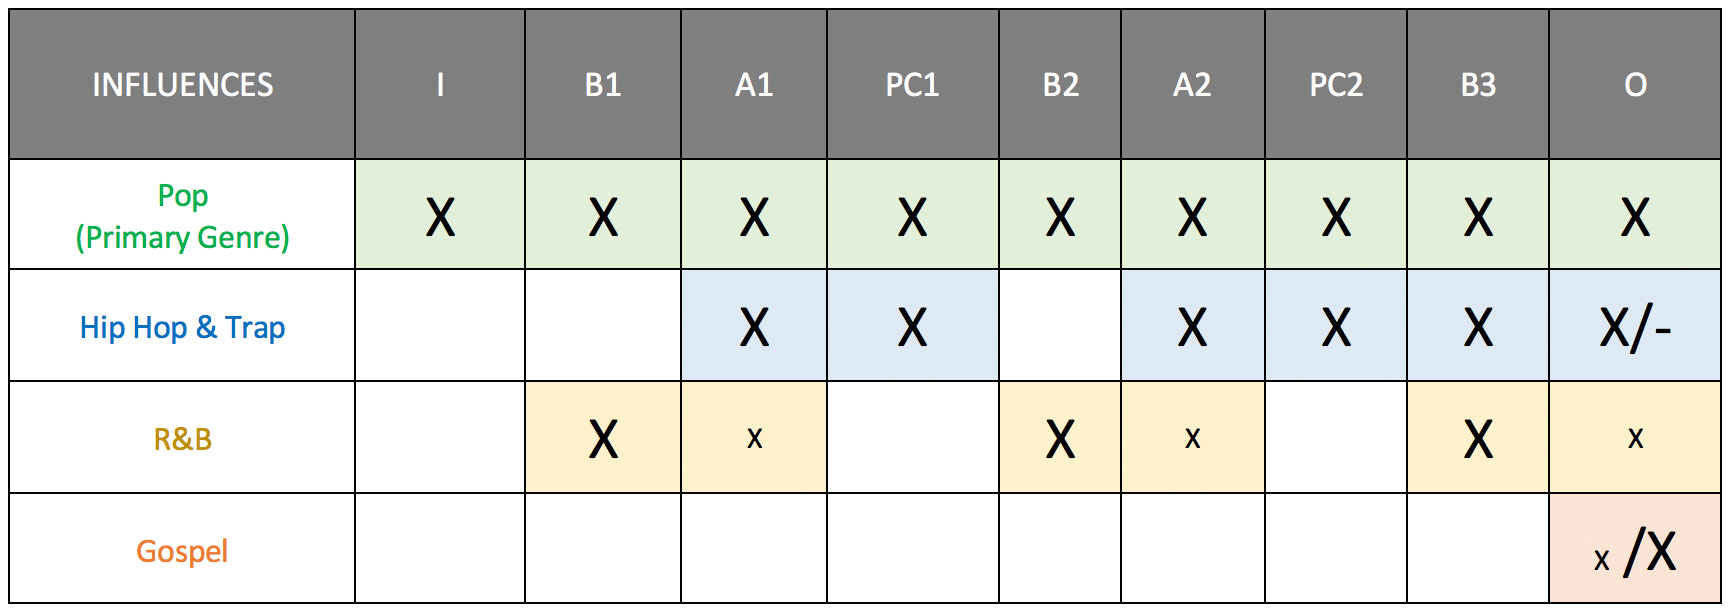 INFLUENCES I B1 A1 PC1 B2 A2 PC2 B3 O
Pop
(Primary Genre) X X X X X X X X X
Hip Hop & Trap X X X X X X/-
R&B X x X x X x
Gospel x /X